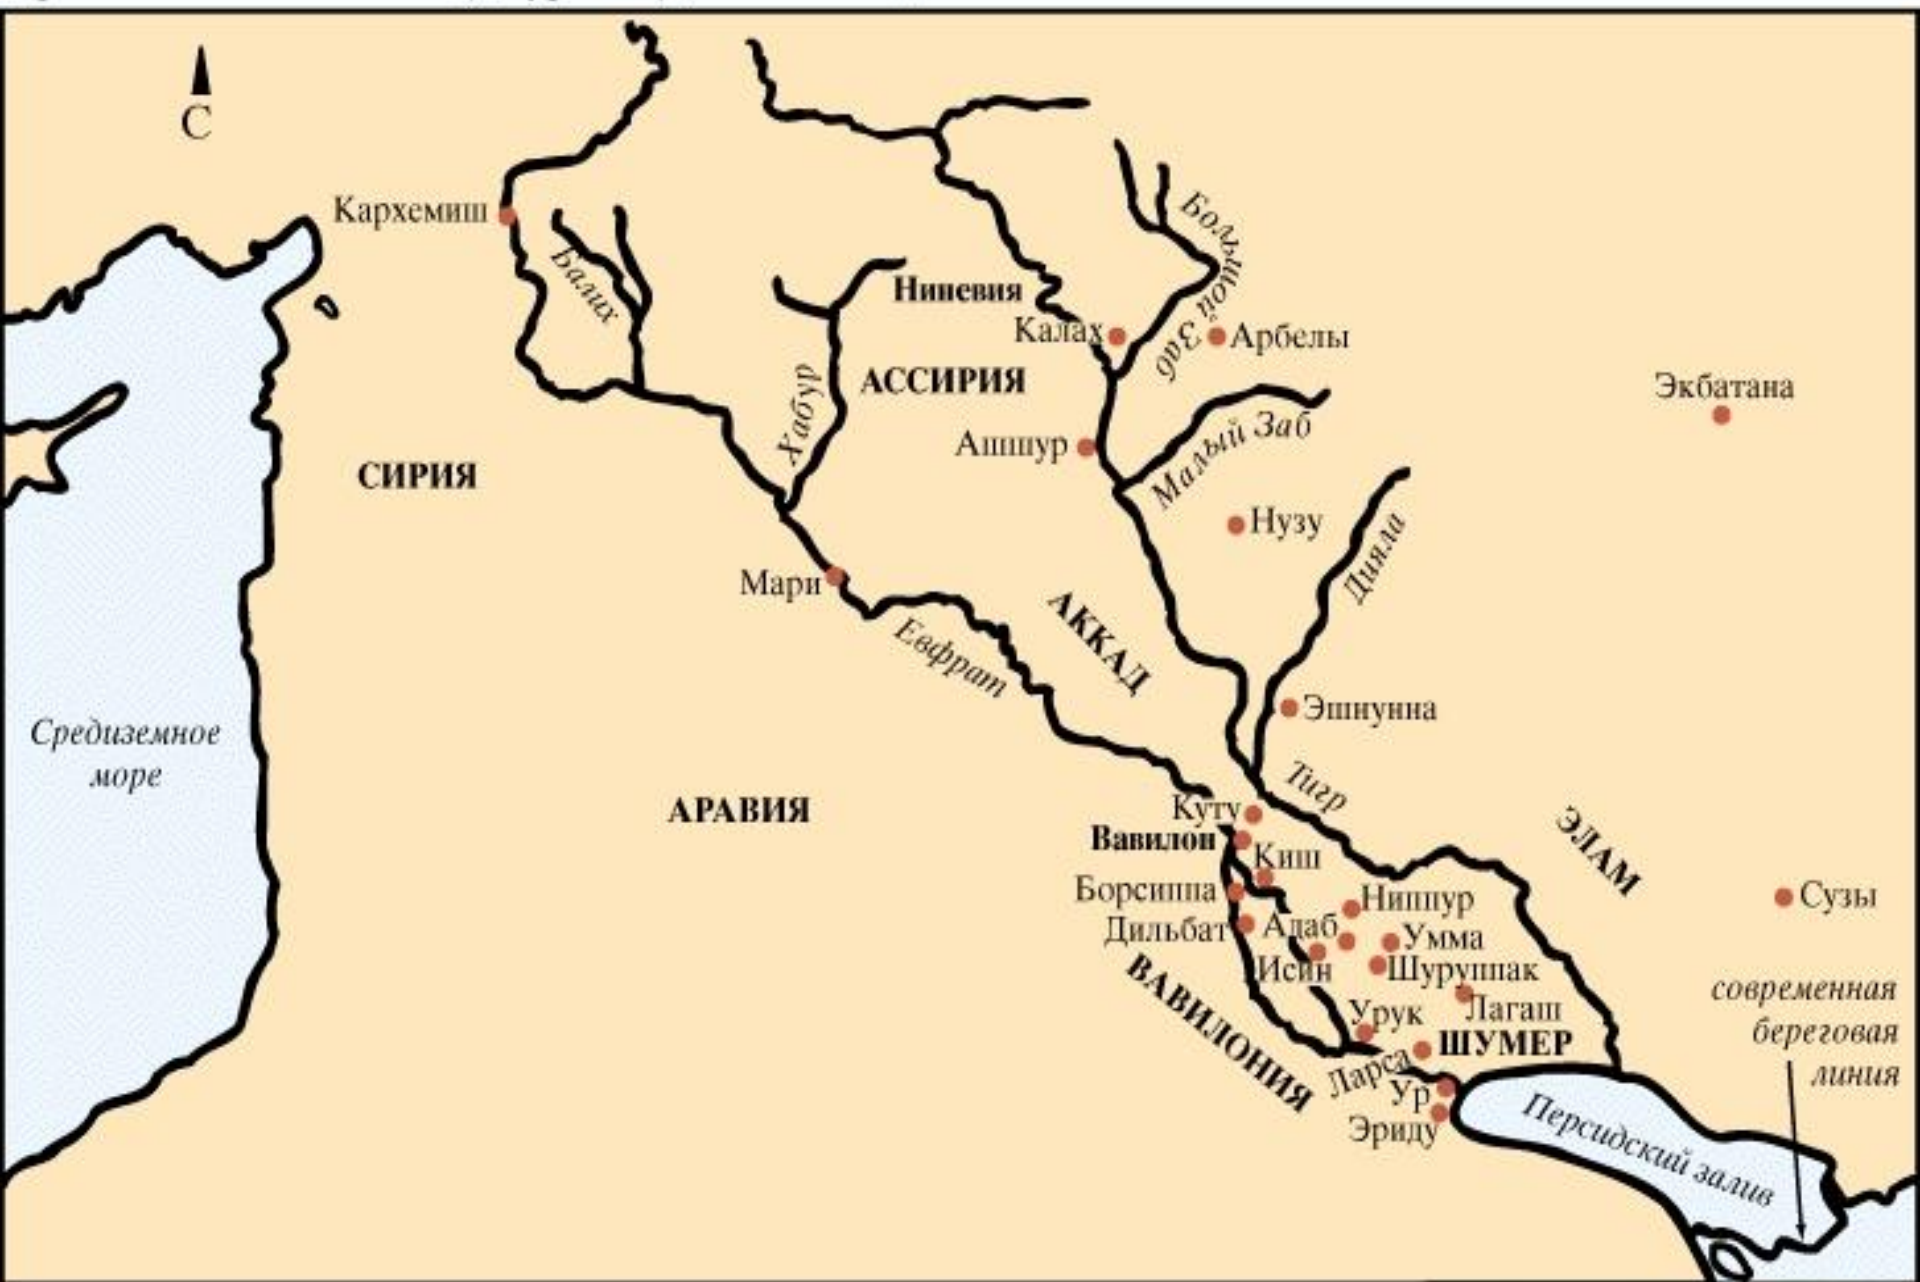 С
Кархемиш
Балих
Большой Заб
Ниневия
Калах
Арбелы
АССИРИЯ
Хабур
Экбатана
Малый Заб
Ашшур
СИРИЯ
Нузу
Дияла
Мари
АККАД
Евфрат
Эшнунна
Средиземное
море
Тигр
АРАВИЯ
Куту
Вавилон
ЭЛАМ
Киш
Борсиппа
Ниппур
Сузы
Дильбат
Адаб
Умма
Исин
Шуруппак
ВАВИЛОНИЯ
Лагаш
Урук
ШУМЕР
Ларса
Ур
Эриду
современная
береговая
линия
Персидский залив